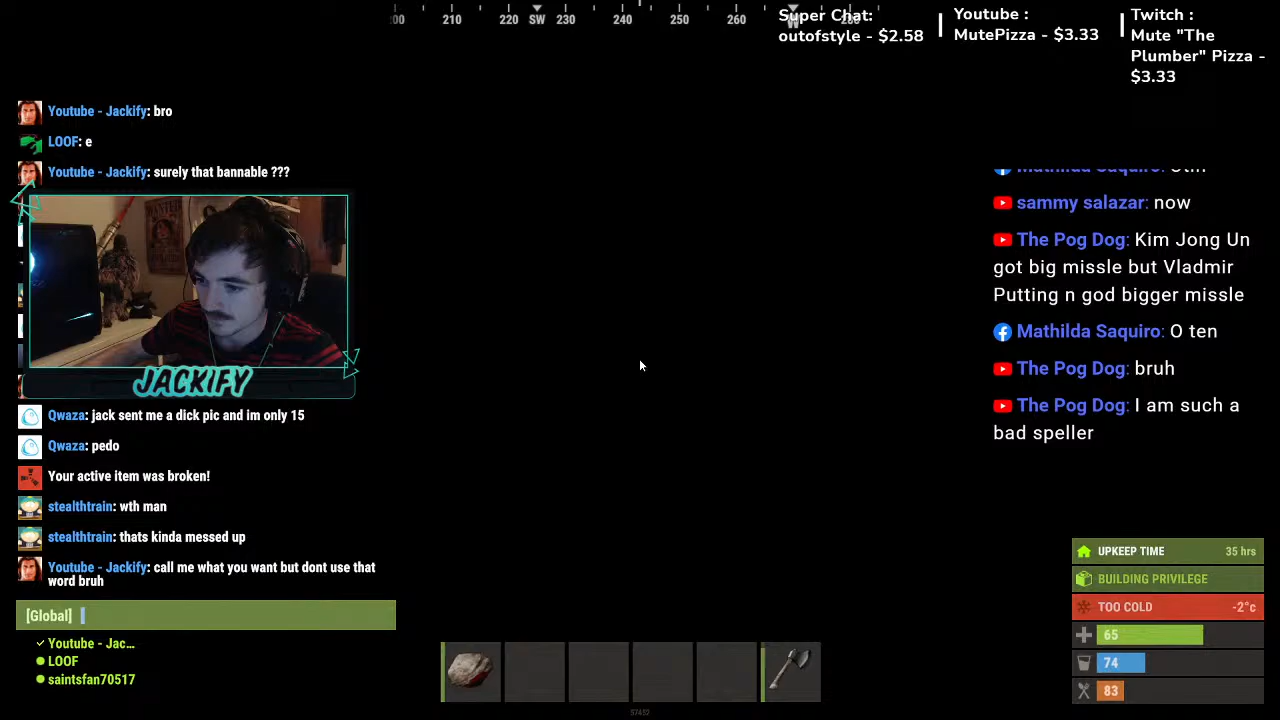 200 210 220 SW 230 240 250 260 W 280
Super Chat:
outofstyle - $2.58
Youtube :
MutePizza - $3.33
Twitch :
Mute "The
Plumber" Pizza -
$3.33
Youtube - Jackify: bro
LOOF: e
Youtube - Jackify: surely that bannable ???
WANTED
JACKIFY
Qwaza: jack sent me a dick pic and im only 15
Qwaza: pedo
Your active item was broken!
stealthtrain: wth man
stealthtrain: thats kinda messed up
Youtube - Jackify: call me what you want but dont use that
word bruh
[Global]
Youtube - Jac...
LOOF
saintsfan70517
Mathilda Saquiro:
sammy salazar: now
The Pog Dog: Kim Jong Un
got big missle but Vladmir
Putting n god bigger missle
Mathilda Saquiro: O ten
The Pog Dog: bruh
The Pog Dog: I am such a
bad speller
UPKEEP TIME 35 hrs
BUILDING PRIVILEGE
TOO COLD -2°c
65
74
83